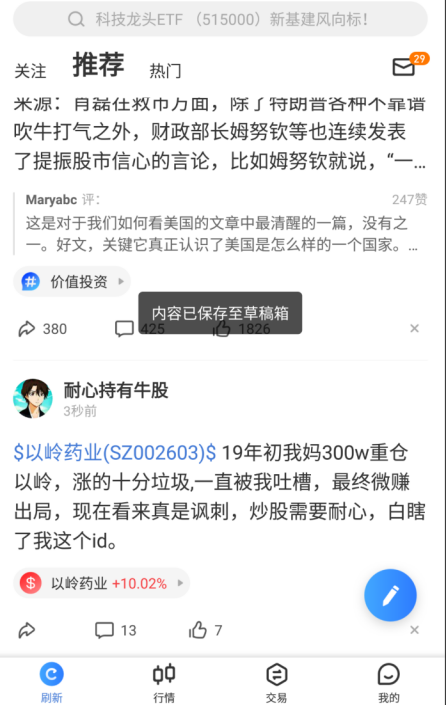 科技龙头ETF （515000）新基建风向标！
关注 推荐 热门 29
来源：肖磊在救市方面，除了特朗普各种不靠谱
吹牛打气之外，财政部长姆努钦等也连续发表
了提振股市信心的言论，比如姆努钦就说，“一...
Maryabc 评： 247赞
这是对于我们如何看美国的文章中最清醒的一篇，没有之
一。好文，关键它真正认识了美国是怎么样的一个国家。...
# 价值投资
内容已保存至草稿箱
380 425 1826
耐心持有牛股
3秒前
$以岭药业(SZ002603)$ 19年初我妈300w重仓
以岭，涨的十分垃圾,一直被我吐槽，最终微赚
出局，现在看来真是讽刺，炒股需要耐心，白瞎
了我这个id。
$ 以岭药业 +10.02%
13 7
刷新 行情 交易 我的